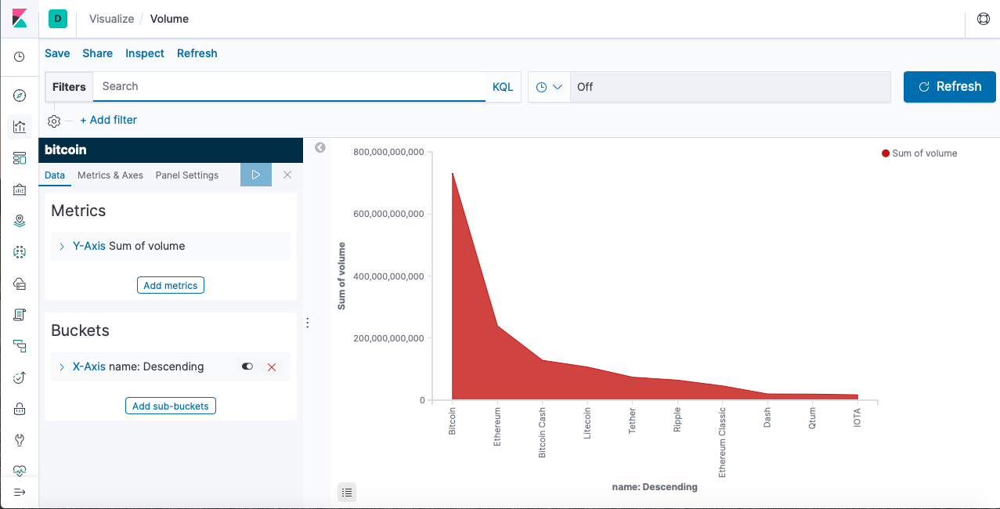 D
Visualize / Volume
Save Share Inspect Refresh
Filters Search KQL Off Refresh
+ Add filter
bitcoin
Data Metrics & Axes Panel Settings
Metrics
Y-Axis Sum of volume
Add metrics
Buckets
X-Axis name: Descending
Add sub-buckets
Sum of volume
800,000,000,000
600,000,000,000
400,000,000,000
200,000,000,000
0
Sum of volume
Bitcoin
Ethereum
Bitcoin Cash
Litecoin
Tether
Ripple
Ethereum Classic
Dash
Qtum
IOTA
name: Descending